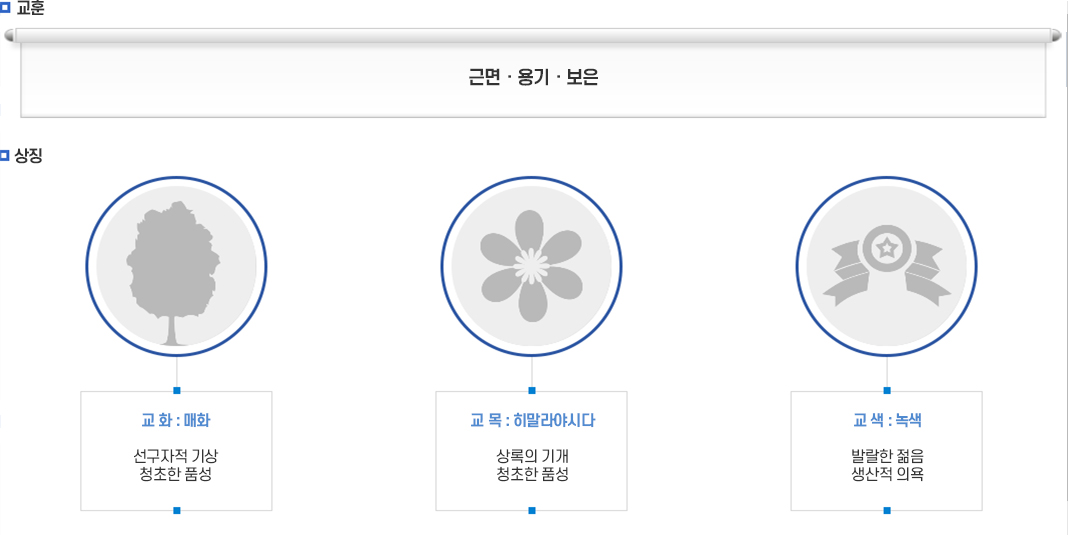 교훈
근면 · 용기 · 보은
상징
교 화 : 매화
선구자적 기상
청초한 품성
교 목 : 히말라야시다
상록의 기개
청초한 품성
교 색 : 녹색
발랄한 젊음
생산적 의욕